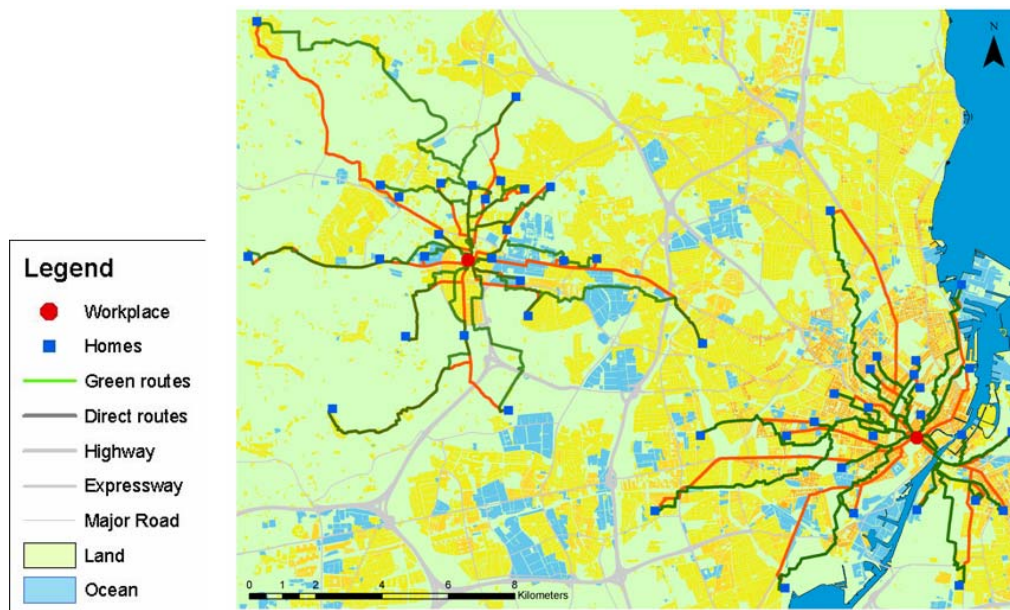 Legend
Workplace
Homes
Green routes
Direct routes
Highway
Expressway
Major Road
Land
Ocean
N
0 1 2 4 6 8
Kilometers